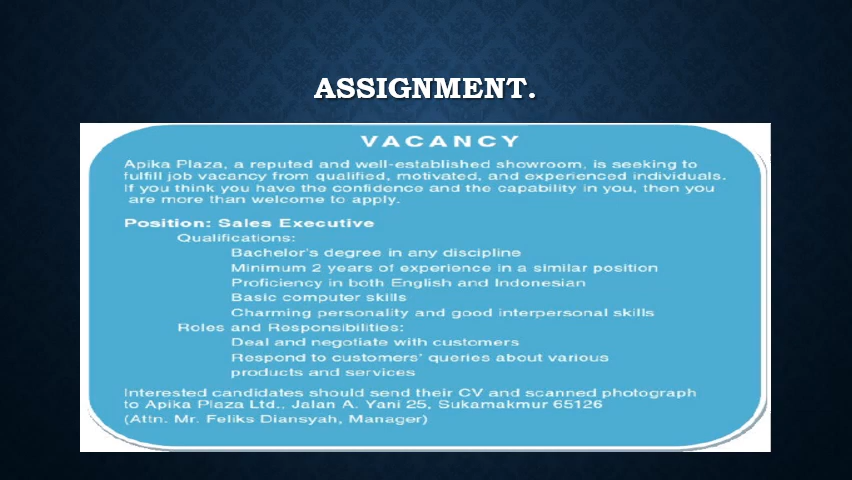 ASSIGNMENT.
VACANCY
Apika Plaza, a reputed and well-established showroom, is seeking to
fulfill job vacancy from qualified, motivated, and experienced individuals.
If you think you have the confidence and the capability in you, then you
are more than welcome to apply.
Position: Sales Executive
Qualifications:
Bachelor's degree in any discipline
Minimum 2 years of experience in a similar position
Proficiency in both English and Indonesian
Basic computer skills
Charming personality and good interpersonal skills
Roles and Responsibilities:
Deal and negotiate with customers
Respond to customers' queries about various
products and services
Interested candidates should send their CV and scanned photograph
to Apika Plaza Ltd., Jalan A. Yani 25, Sukamakmur 65126
(Attn. Mr. Feliks Diansyah, Manager)